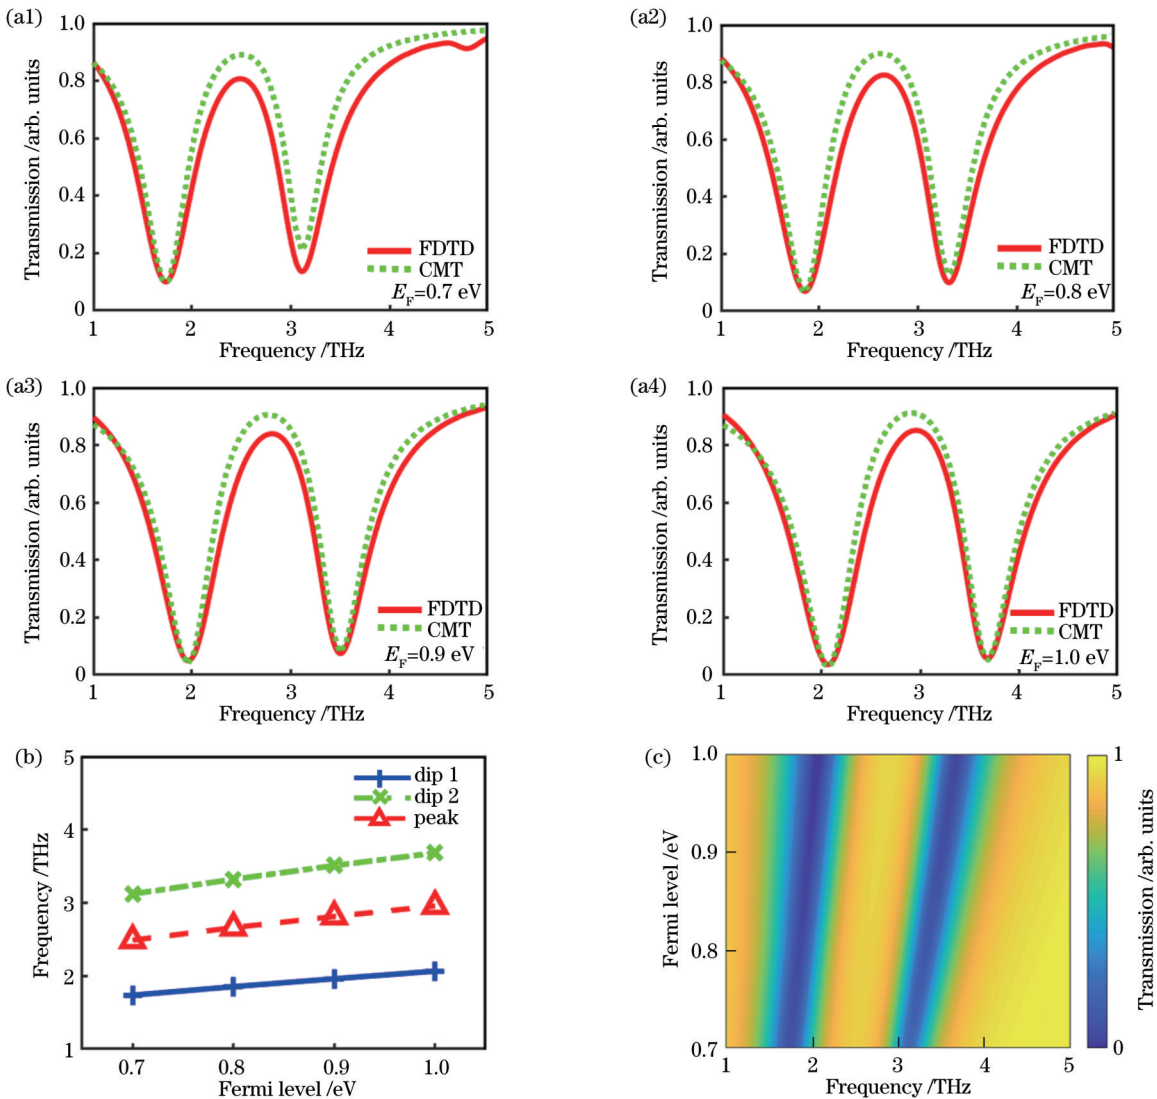 (a1)
1.0
0.8
0.6
0.4
0.2
0
Transmission /arb. units
FDTD
CMT
E_F=0.7 eV
1 2 3 4 5
Frequency /THz
(a2)
1.0
0.8
0.6
0.4
0.2
0
Transmission /arb. units
FDTD
CMT
E_F=0.8 eV
1 2 3 4 5
Frequency /THz
(a3)
1.0
0.8
0.6
0.4
0.2
0
Transmission /arb. units
FDTD
CMT
E_F=0.9 eV
1 2 3 4 5
Frequency /THz
(a4)
1.0
0.8
0.6
0.4
0.2
0
Transmission /arb. units
FDTD
CMT
E_F=1.0 eV
1 2 3 4 5
Frequency /THz
(b)
5
4
3
2
1
Frequency /THz
dip 1
dip 2
peak
0.7 0.8 0.9 1.0
Fermi level /eV
(c)
1.0
0.9
0.8
0.7
Fermi level /eV
1 2 3 4 5
Frequency /THz
1
0
Transmission /arb. units